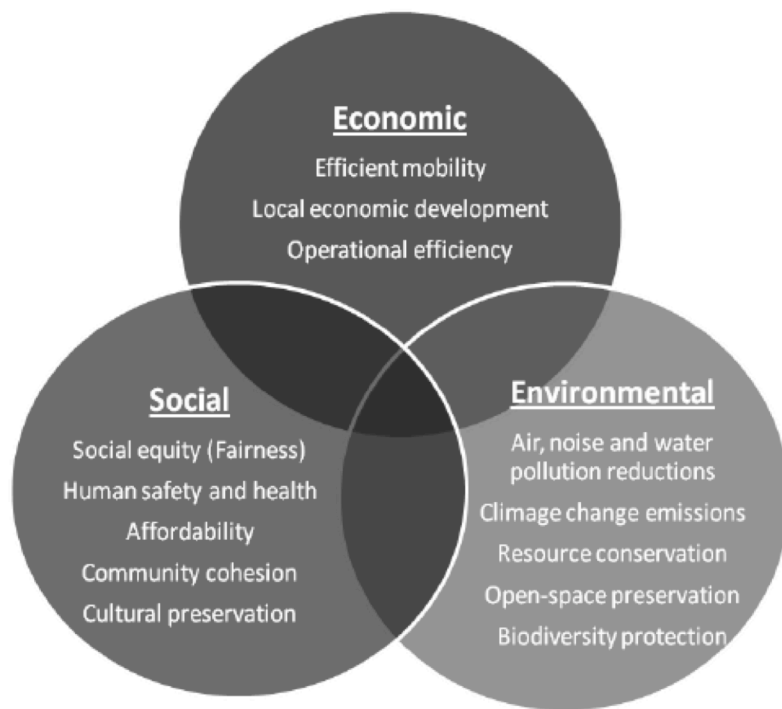 Economic
Efficient mobility
Local economic development
Operational efficiency
Social
Social equity (Fairness)
Human safety and health
Affordability
Community cohesion
Cultural preservation
Environmental
Air, noise and water
pollution reductions
Climage change emissions
Resource conservation
Open-space preservation
Biodiversity protection